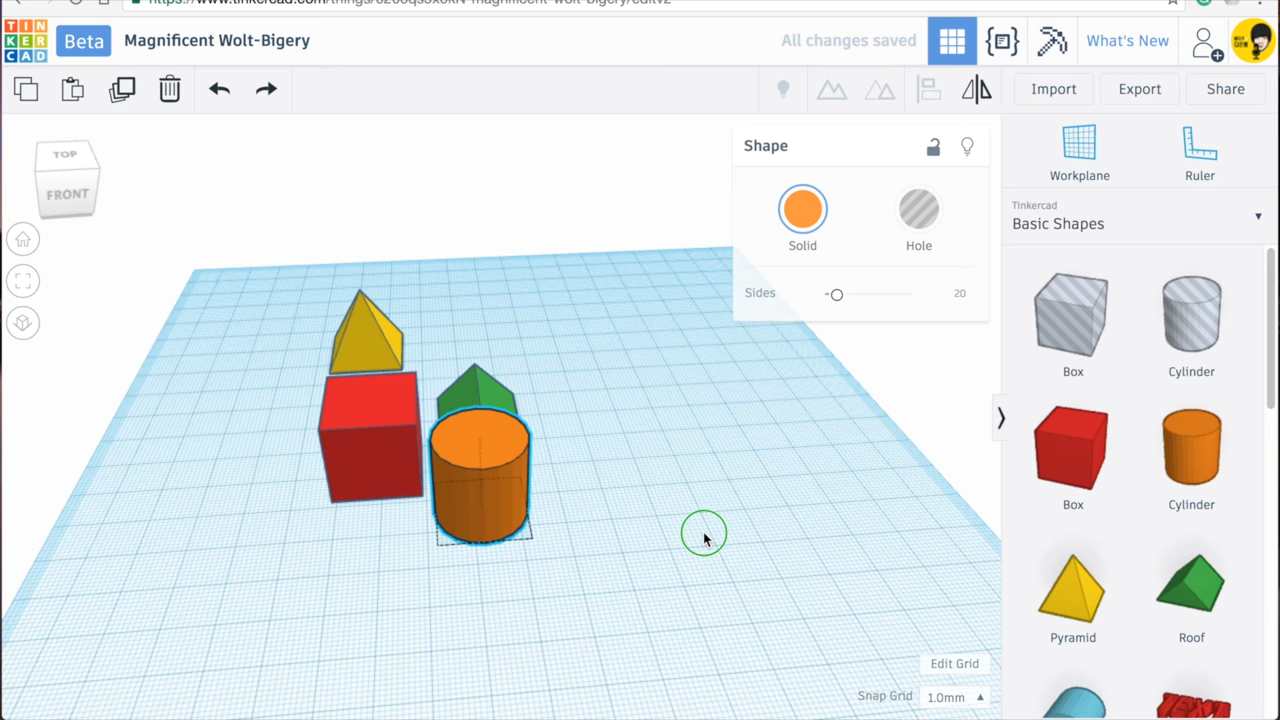 TIN
KER
CAD
Beta
Magnificent Wolt-Bigery
All changes saved
What's New
Import
Export
Share
TOP
FRONT
Shape
Solid
Hole
Sides
20
Workplane
Ruler
Tinkercad
Basic Shapes
Box
Cylinder
Box
Cylinder
Pyramid
Roof
Edit Grid
Snap Grid
1.0mm